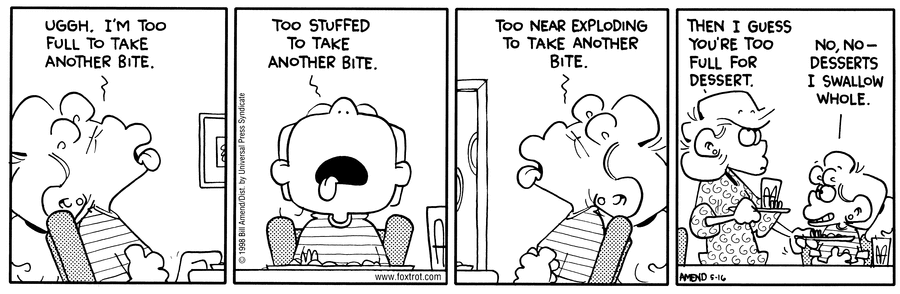 UGGH. I'M TOO
FULL TO TAKE
ANOTHER BITE.
TOO STUFFED
TO TAKE
ANOTHER BITE.
© 1998 Bill Amend/Dist. by Universal Press Syndicate
www.foxtrot.com
TOO NEAR EXPLODING
TO TAKE ANOTHER
BITE.
THEN I GUESS
YOU'RE TOO
FULL FOR
DESSERT.
NO, NO—
DESSERTS
I SWALLOW
WHOLE.
AMEND 5-16